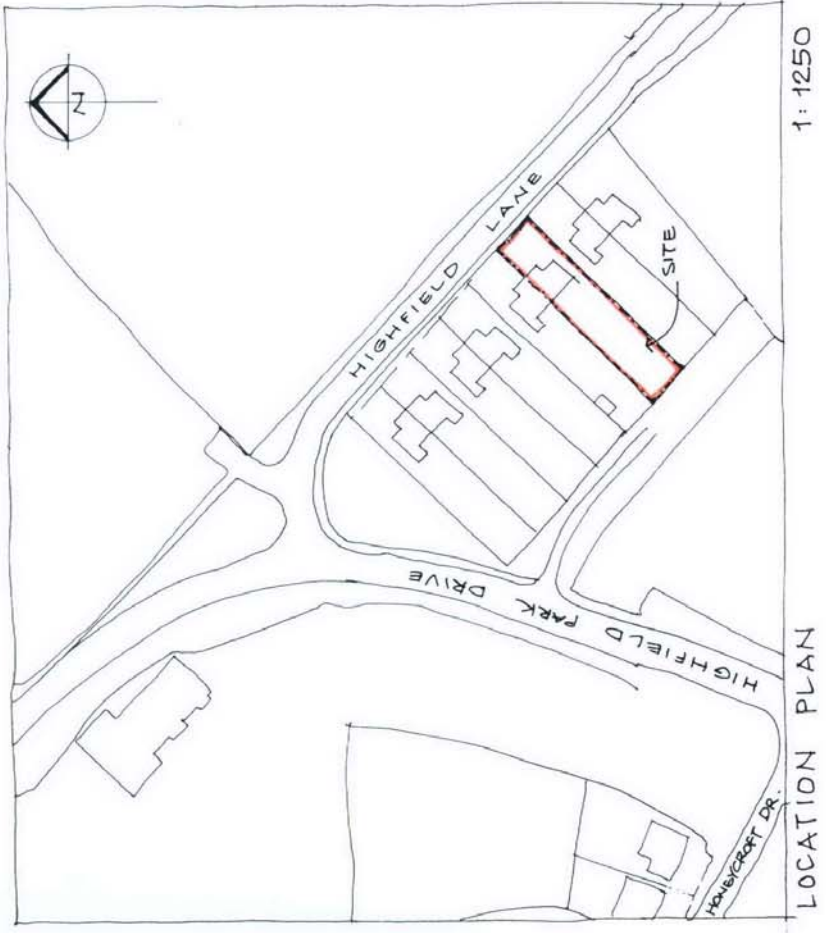 N
HIGHFIELD LANE
SITE
HIGHFIELD PARK DRIVE
HONEYCROFT DR.
LOCATION PLAN
1:1250